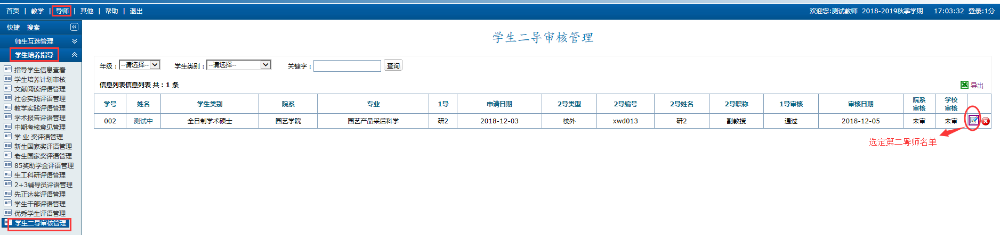 首页 | 教学 | 导师 | 其他 | 帮助 | 退出
欢迎您:测试教师 2018-2019秋季学期 17:03:32 登录:1分
快捷 搜索
师生互选管理
学生培养指导
指导学生信息查看
学生培养计划审核
文献阅读评语管理
社会实践评语管理
教学实践评语管理
学术报告评语管理
中期考核意见管理
学 业 奖评语管理
新生国家奖评语管理
老生国家奖评语管理
85奖助学金评语管理
生工科研评语管理
2+3辅导员评语管理
先正达奖评语管理
学生干部评语管理
优秀学生评语管理
学生二导审核管理
学生二导审核管理
年级：--请选择-- 学生类别：--请选择-- 关键字： 查询
信息列表信息列表 共：1 条
导出
学号 姓名 学生类别 院系 专业 1导 申请日期 2导类型 2导编号 2导姓名 2导职称 1导审核 审核日期 院系审核 学校审核
002 测试中 全日制学术硕士 园艺学院 园艺产品采后科学 研2 2018-12-03 校外 xwd013 研2 副教授 通过 2018-12-05 未审 未审
选定第二导师名单